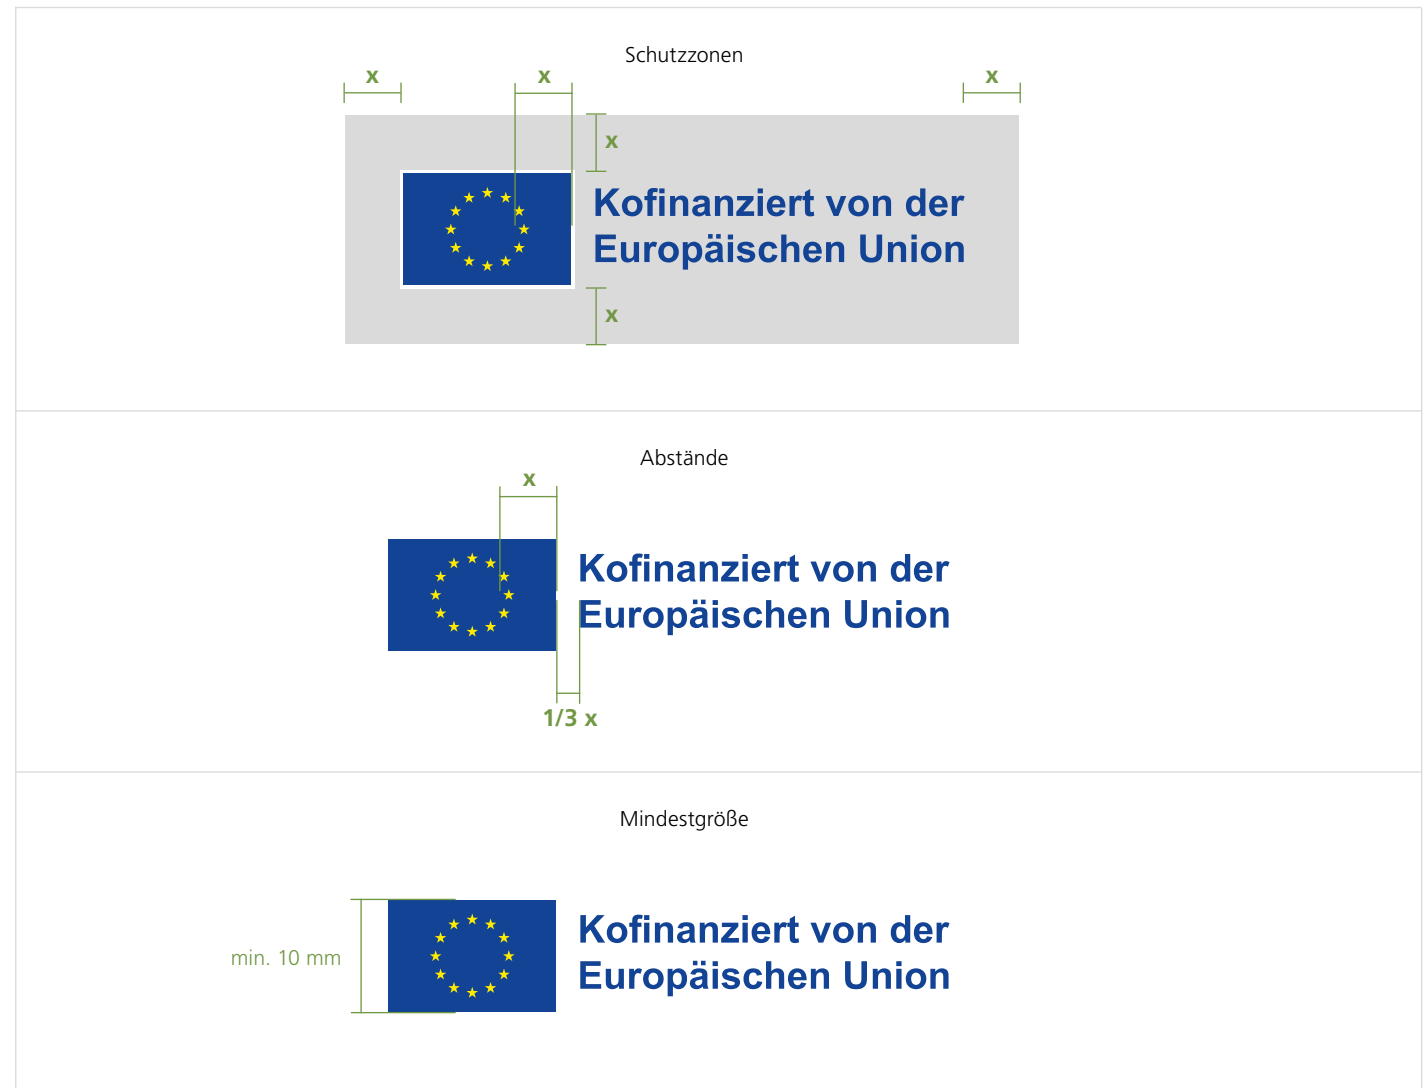 Schutzzonen
x x x
x
Kofinanziert von der
Europäischen Union
x
Abstände
x
Kofinanziert von der
Europäischen Union
1/3 x
Mindestgröße
min. 10 mm
Kofinanziert von der
Europäischen Union